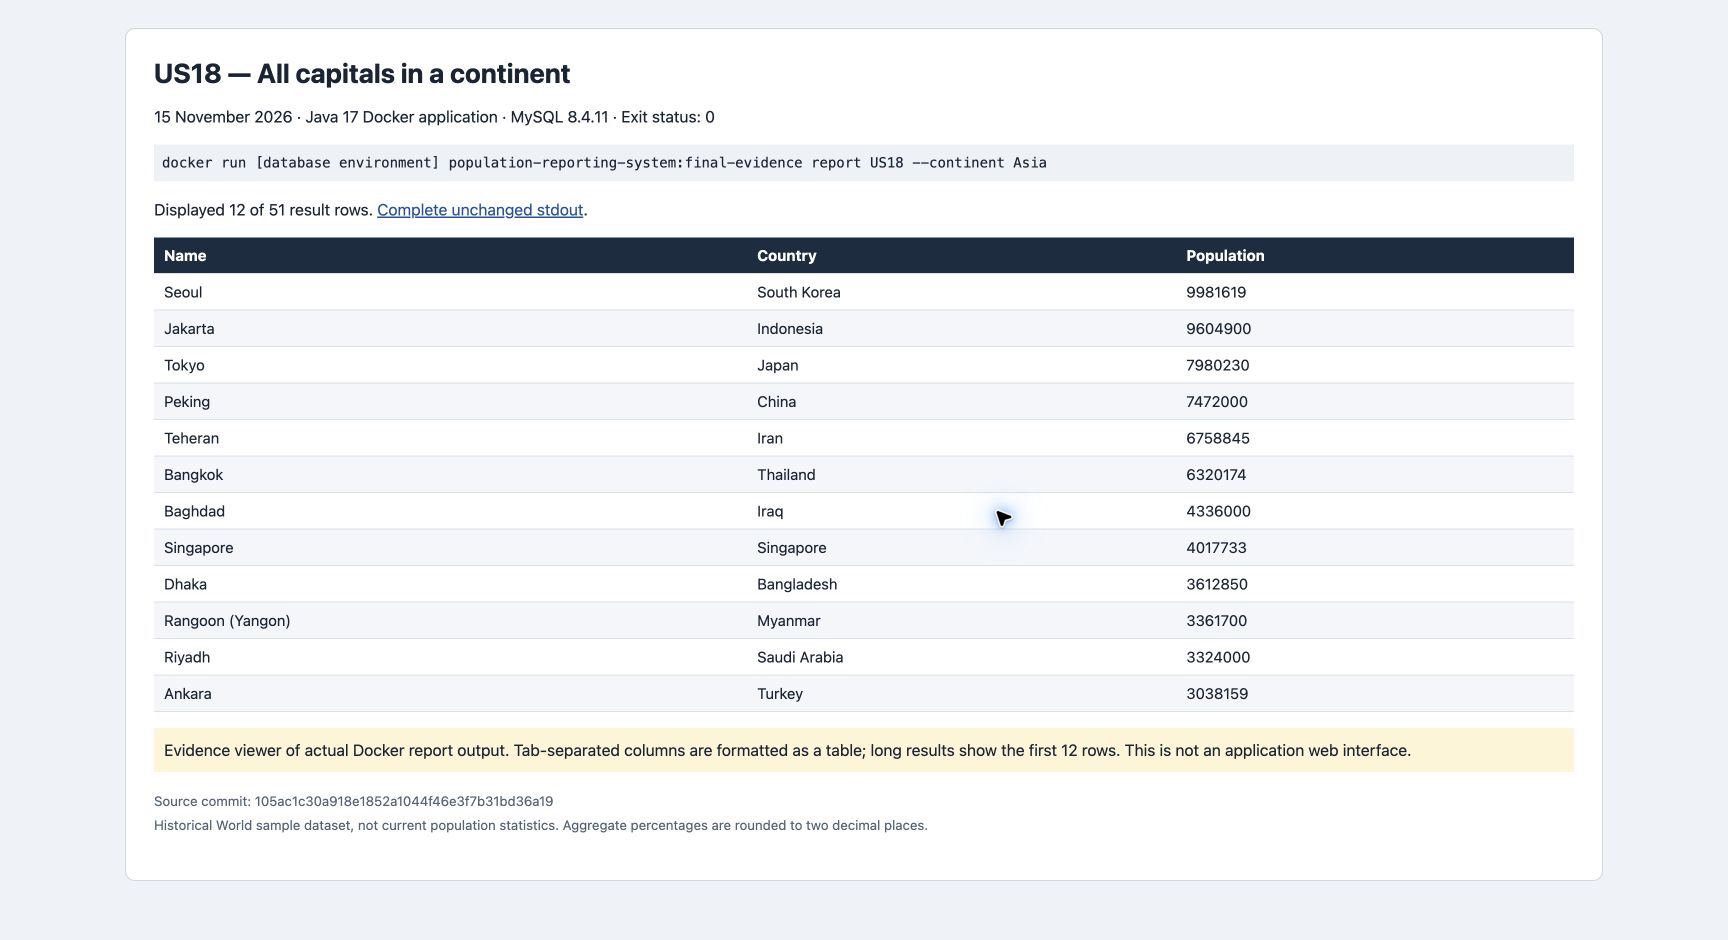 US18 — All capitals in a continent
15 November 2026 · Java 17 Docker application · MySQL 8.4.11 · Exit status: 0
docker run [database environment] population-reporting-system:final-evidence report US18 --continent Asia
Displayed 12 of 51 result rows. Complete unchanged stdout.
Name Country Population
Seoul South Korea 9981619
Jakarta Indonesia 9604900
Tokyo Japan 7980230
Peking China 7472000
Teheran Iran 6758845
Bangkok Thailand 6320174
Baghdad Iraq 4336000
Singapore Singapore 4017733
Dhaka Bangladesh 3612850
Rangoon (Yangon) Myanmar 3361700
Riyadh Saudi Arabia 3324000
Ankara Turkey 3038159
Evidence viewer of actual Docker report output. Tab-separated columns are formatted as a table; long results show the first 12 rows. This is not an application web interface.
Source commit: 105ac1c30a918e1852a1044f46e3f7b31bd36a19
Historical World sample dataset, not current population statistics. Aggregate percentages are rounded to two decimal places.